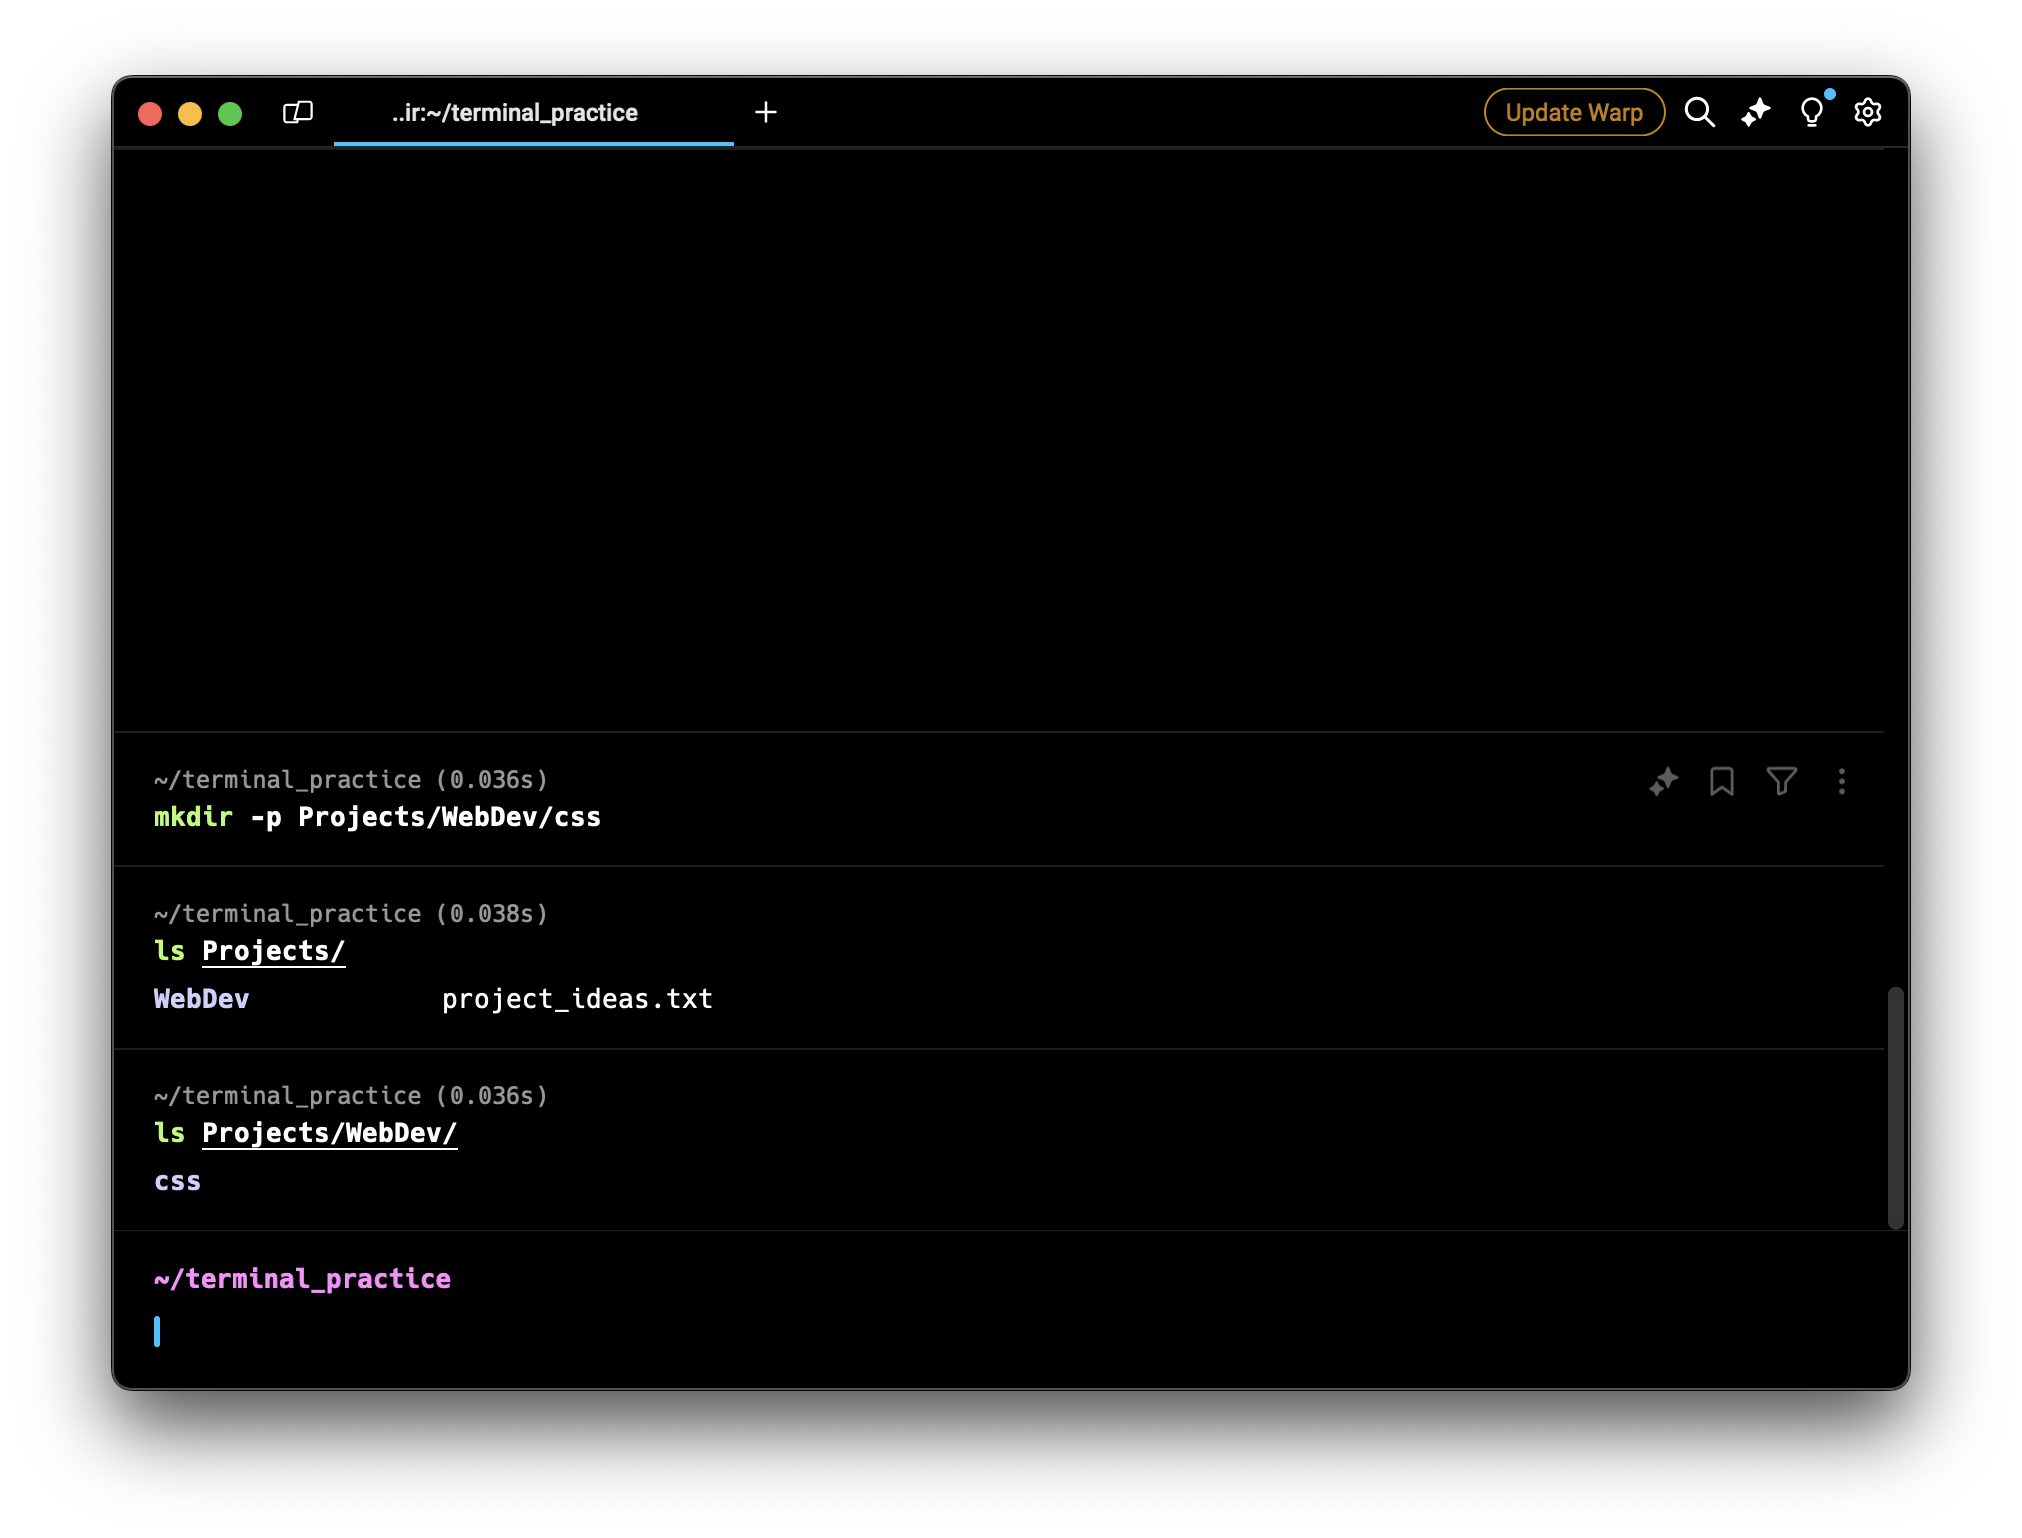 ..ir:~/terminal_practice
Update Warp
~/terminal_practice (0.036s)
mkdir -p Projects/WebDev/css
~/terminal_practice (0.038s)
ls Projects/
WebDev            project_ideas.txt
~/terminal_practice (0.036s)
ls Projects/WebDev/
css
~/terminal_practice